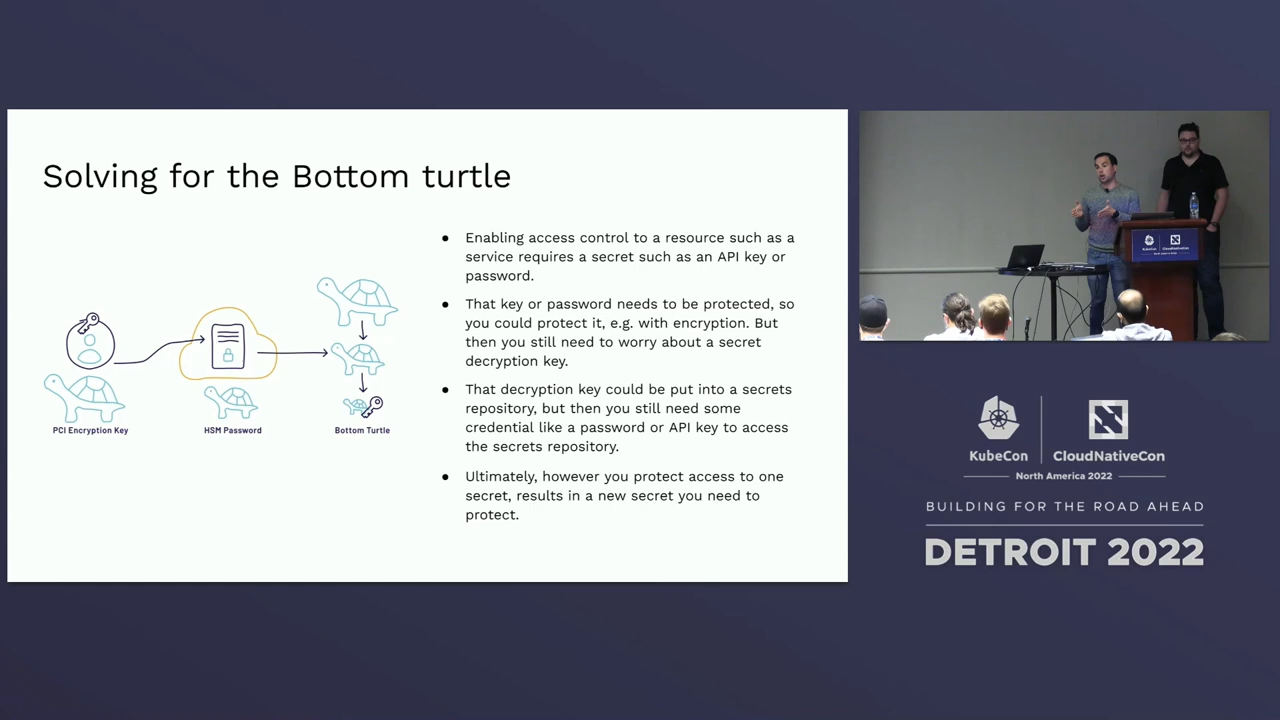 Solving for the Bottom turtle
● Enabling access control to a resource such as a
service requires a secret such as an API key or
password.
● That key or password needs to be protected, so
you could protect it, e.g. with encryption. But
then you still need to worry about a secret
decryption key.
● That decryption key could be put into a secrets
repository, but then you still need some
credential like a password or API key to access
the secrets repository.
● Ultimately, however you protect access to one
secret, results in a new secret you need to
protect.
PCI Encryption Key
HSM Password
Bottom Turtle
KubeCon
CloudNativeCon
North America 2022
BUILDING FOR THE ROAD AHEAD
DETROIT 2022